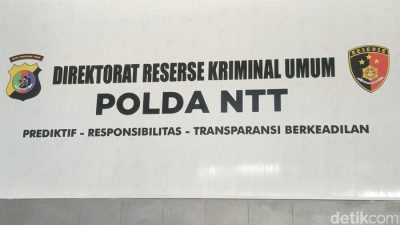 DIREKTORAT RESERSE KRIMINAL UMUM
RESERSE
POLDA NTT
PREDIKTIF - RESPONSIBILITAS - TRANSPARANSI BERKEADILAN
detikcom